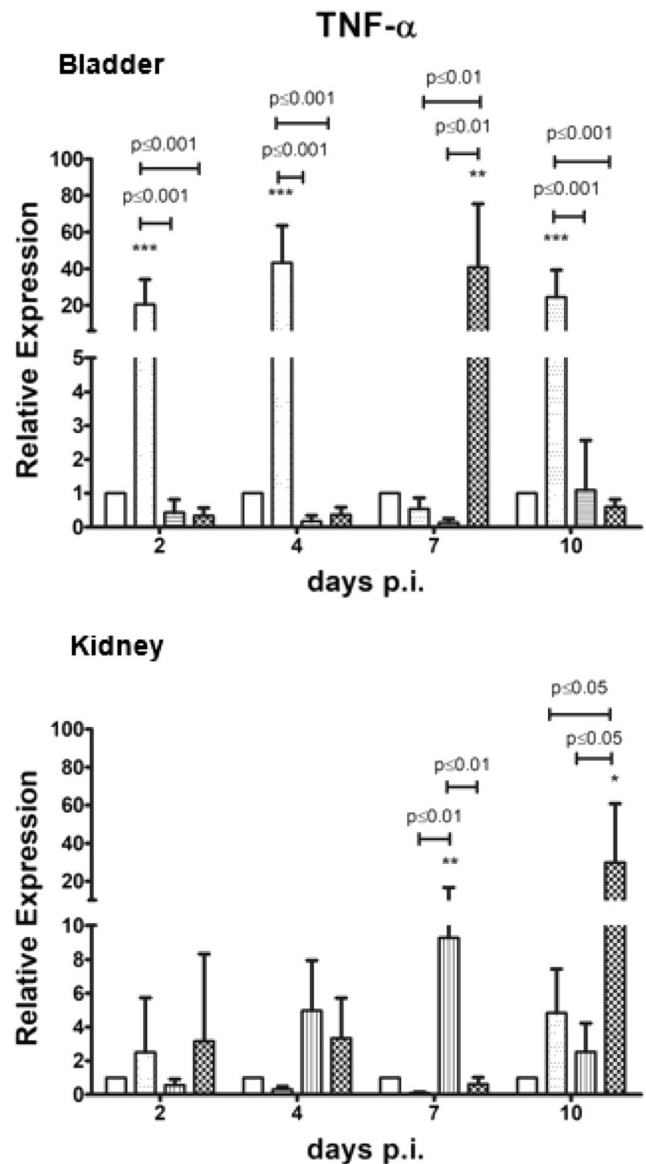 TNF-α
Bladder
p≤0.01
p≤0.001
p≤0.001
p≤0.001
p≤0.001
p≤0.01
p≤0.001
p≤0.001
***
***
**
***
100
80
60
40
20
5
4
3
2
1
0
Relative Expression
2 4 7 10
days p.i.
Kidney
p≤0.05
p≤0.05
p≤0.01
p≤0.01
*
**
100
80
60
40
20
10
8
6
4
2
0
Relative Expression
2 4 7 10
days p.i.